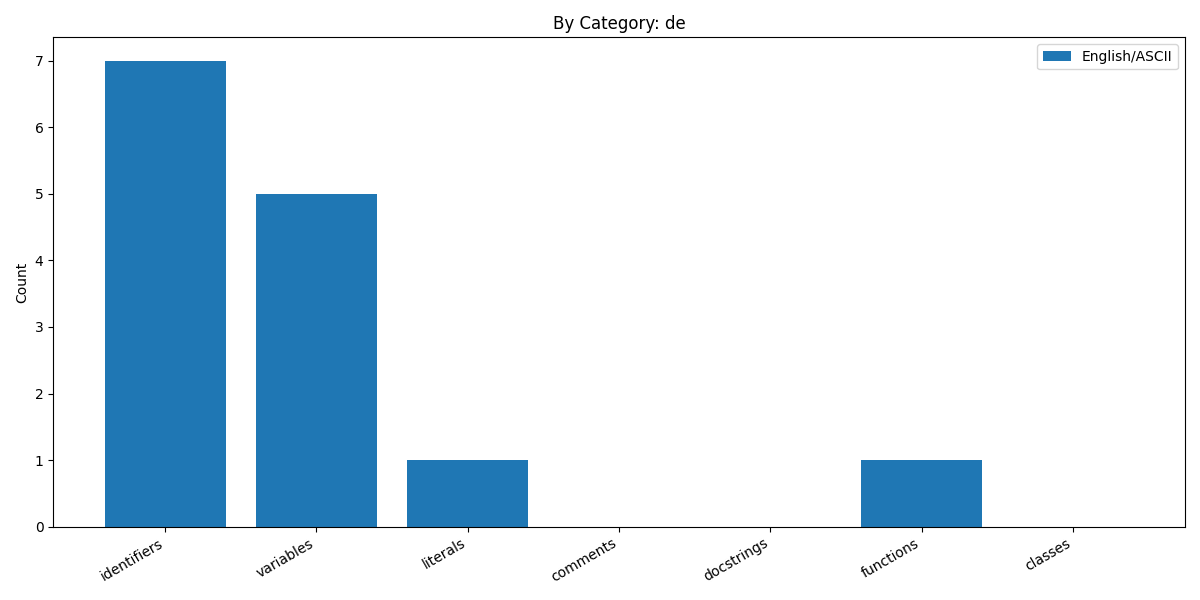 By Category: de
English/ASCII
Count
7
6
5
4
3
2
1
0
identifiers
variables
literals
comments
docstrings
functions
classes